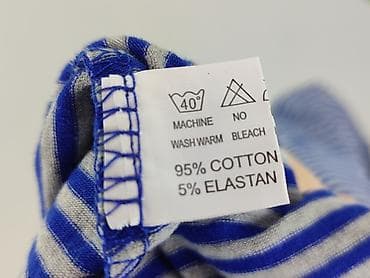 40°
MACHINE NO
WASH WARM BLEACH
95% COTTON
5% ELASTAN